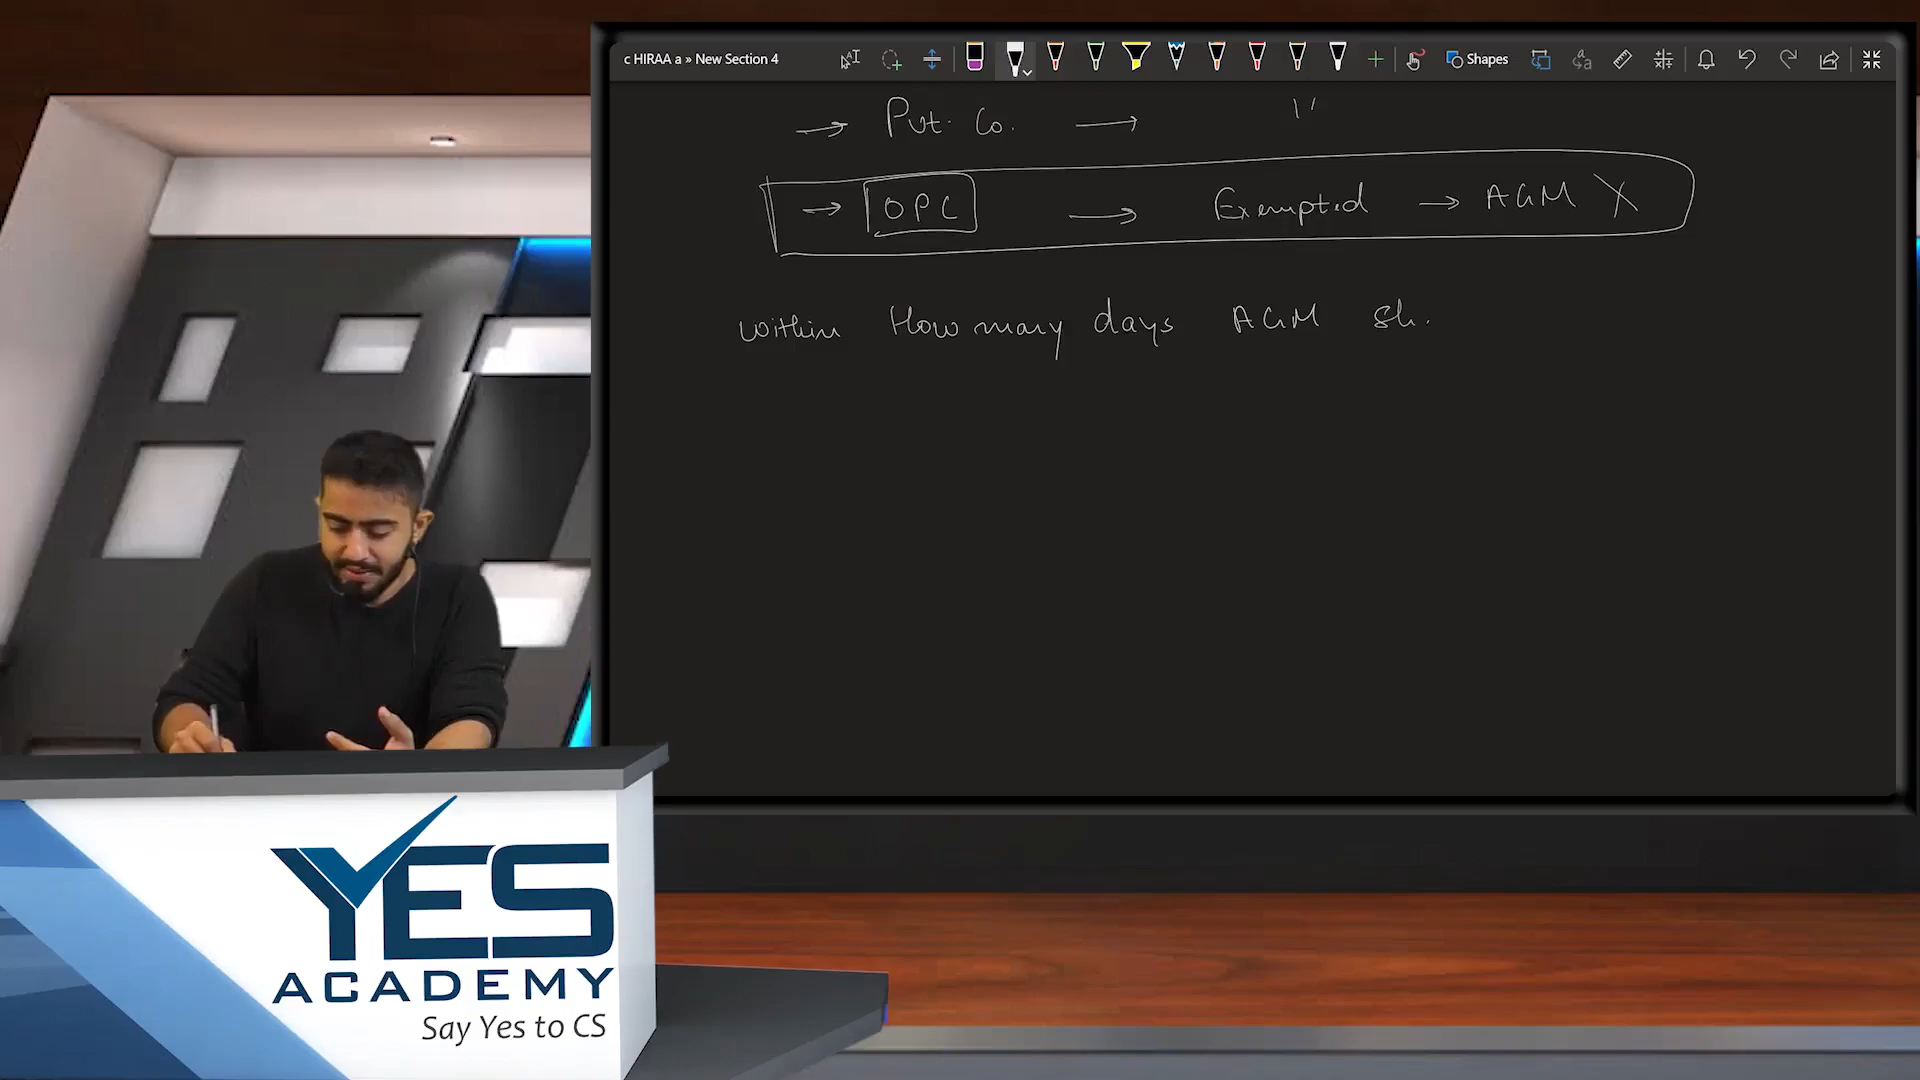 c HIRAA a » New Section 4
Shapes
→ Pvt. Co. → "
→ OPC → Exempted → AGM X
within How many days AGM sh.
YES
ACADEMY
Say Yes to CS